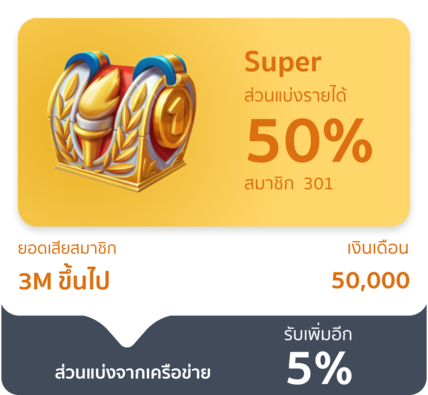 Super
ส่วนแบ่งรายได้
50%
สมาชิก 301
1
ยอดเสียสมาชิก
เงินเดือน
3M ขึ้นไป
50,000
รับเพิ่มอีก
ส่วนแบ่งจากเครือข่าย
5%